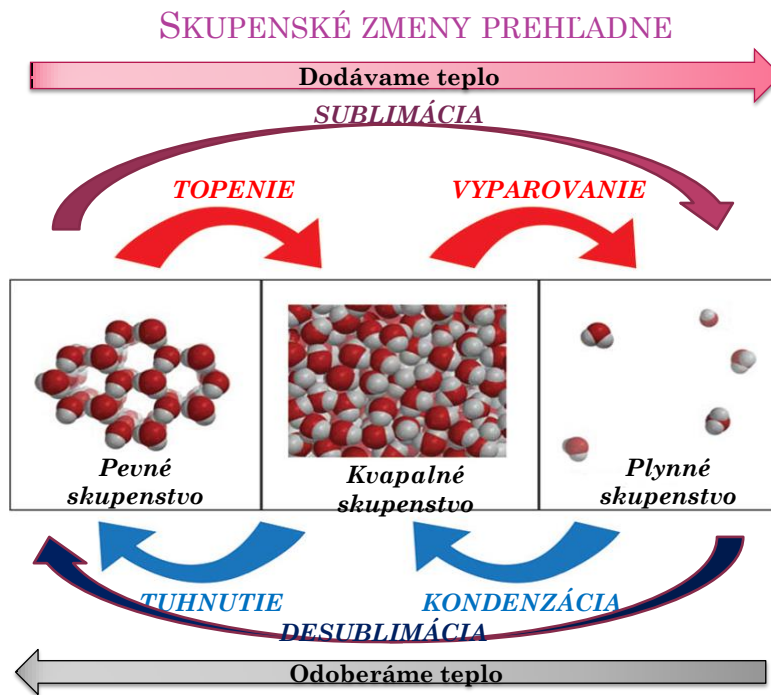 SKUPENSKÉ ZMENY PREHĽADNE
Dodávame teplo
SUBLIMÁCIA
TOPENIE
VYPAROVANIE
Pevné
skupenstvo
Kvapalné
skupenstvo
Plynné
skupenstvo
TUHNUTIE
KONDENZÁCIA
DESUBLIMÁCIA
Odoberáme teplo